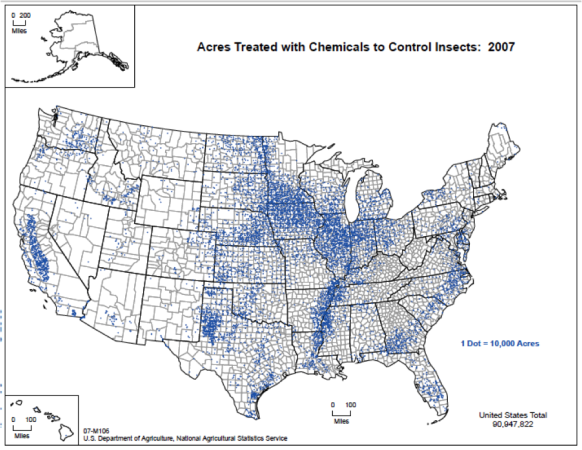 0 200
Miles
Acres Treated with Chemicals to Control Insects: 2007
1 Dot = 10,000 Acres
0 100
Miles
0 100
Miles
07-M106
U.S. Department of Agriculture, National Agricultural Statistics Service
United States Total
90,947,822